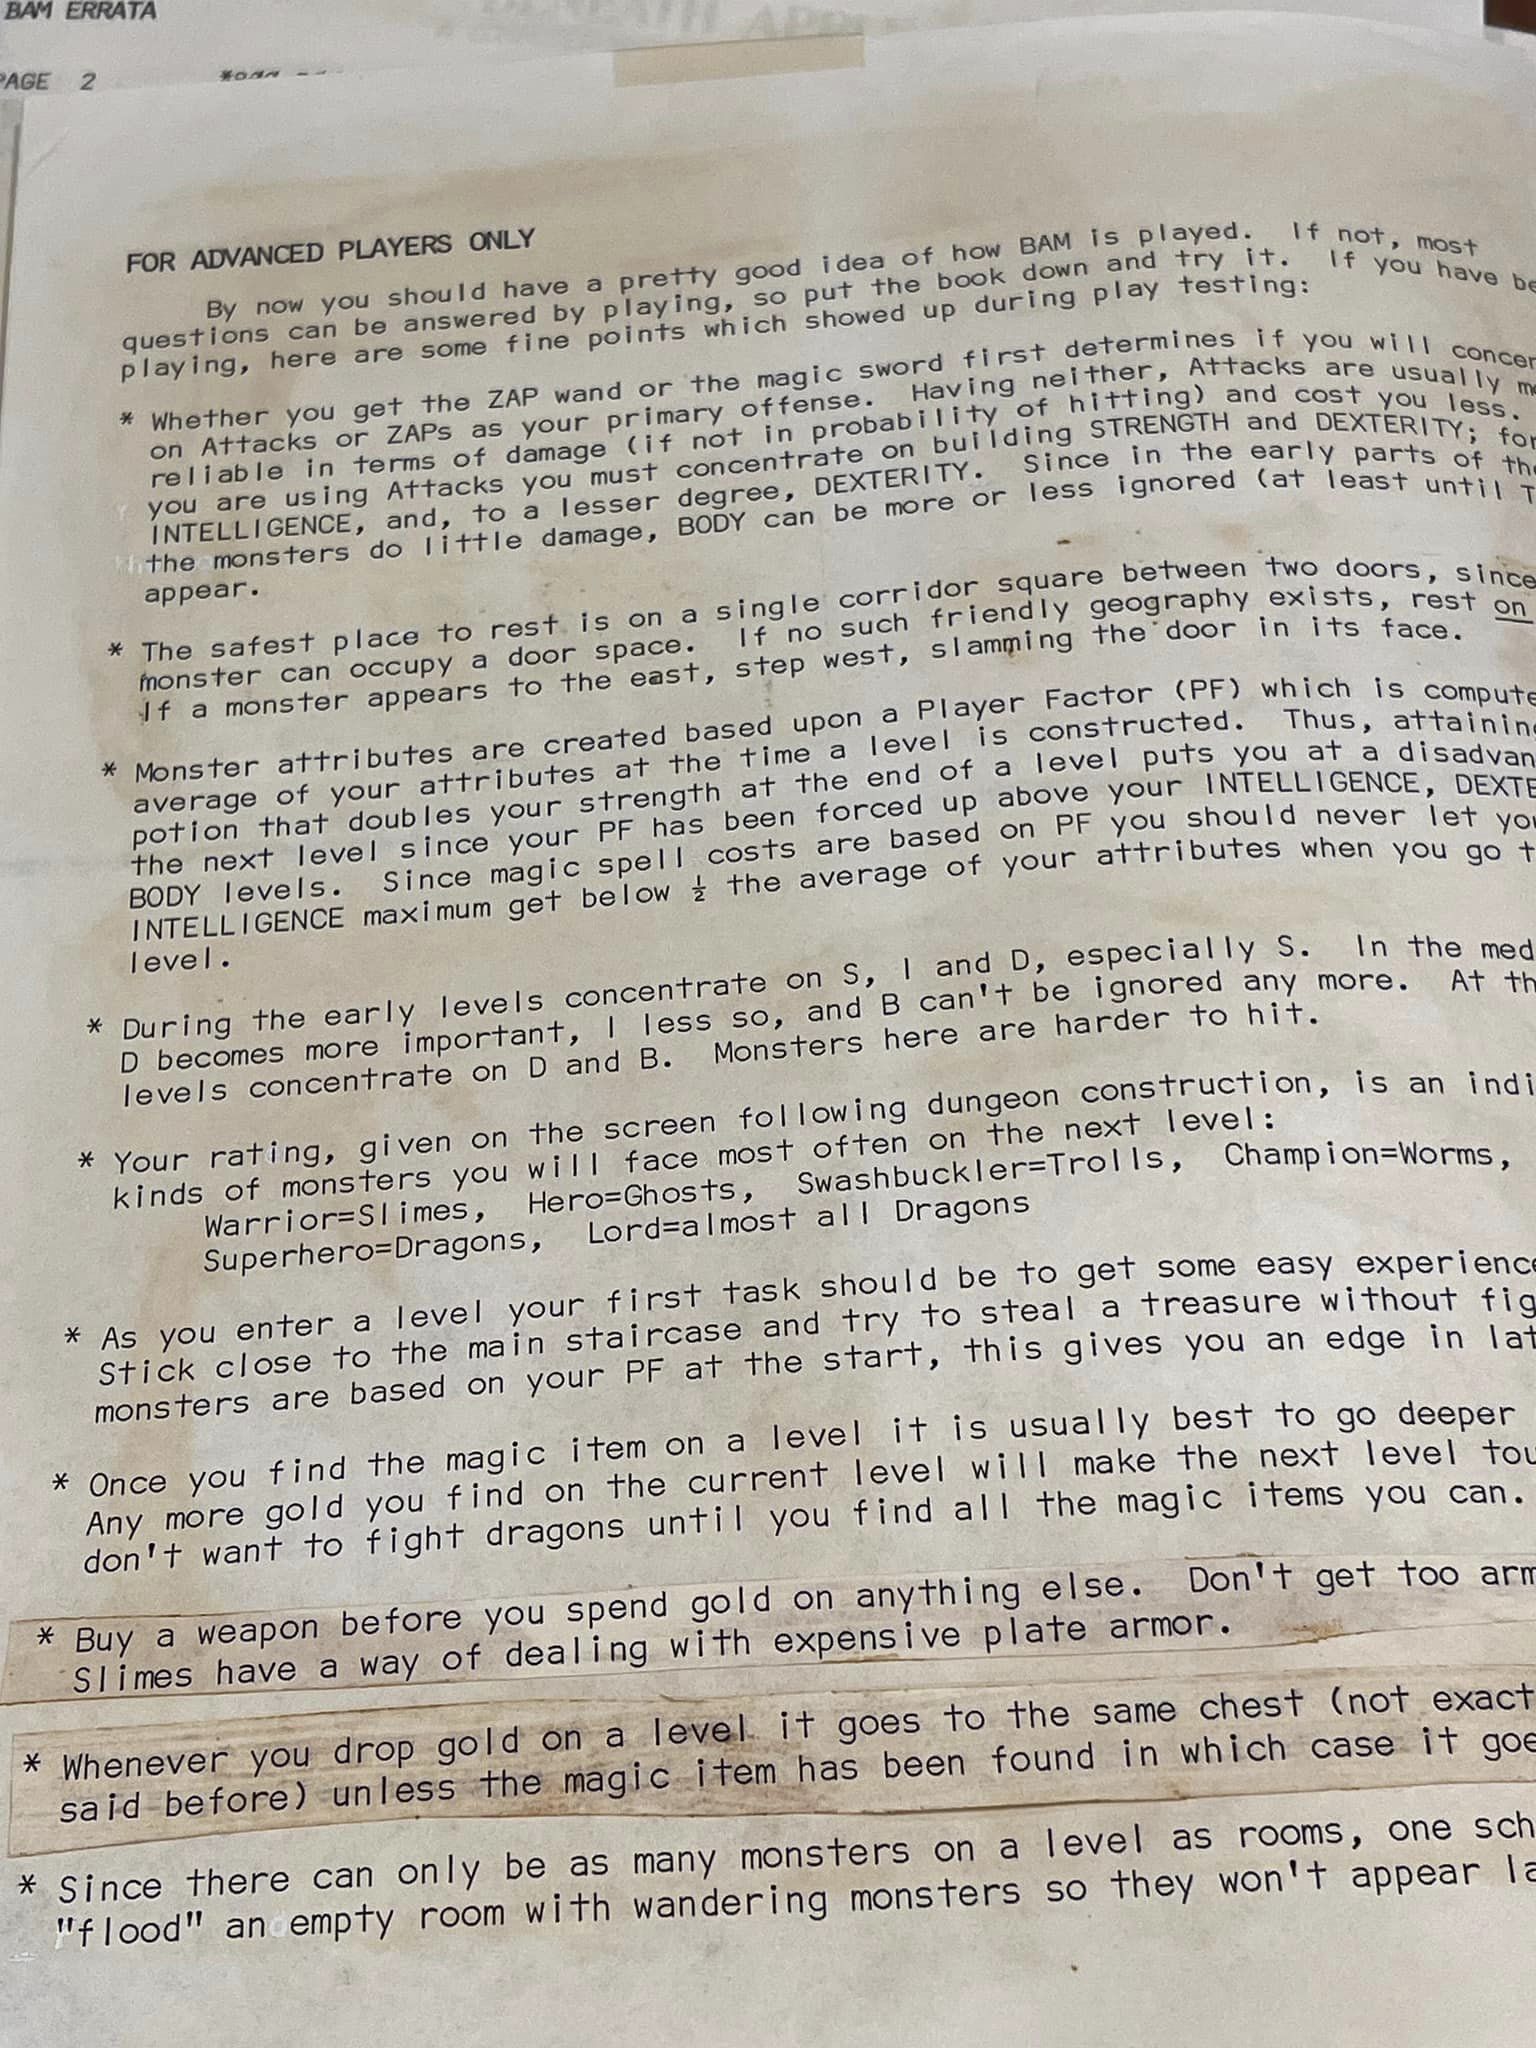 BAM ERRATA
PAGE 2
FOR ADVANCED PLAYERS ONLY
By now you should have a pretty good idea of how BAM is played. If not, most
questions can be answered by playing, so put the book down and try it. If you have be
playing, here are some fine points which showed up during play testing:
* Whether you get the ZAP wand or the magic sword first determines if you will concen
on Attacks or ZAPs as your primary offense. Having neither, Attacks are usually mo
reliable in terms of damage (if not in probability of hitting) and cost you less.
you are using Attacks you must concentrate on building STRENGTH and DEXTERITY; for
INTELLIGENCE, and, to a lesser degree, DEXTERITY. Since in the early parts of the
the monsters do little damage, BODY can be more or less ignored (at least until T
appear.
* The safest place to rest is on a single corridor square between two doors, since
monster can occupy a door space. If no such friendly geography exists, rest on
If a monster appears to the east, step west, slamming the door in its face.
* Monster attributes are created based upon a Player Factor (PF) which is compute
average of your attributes at the time a level is constructed. Thus, attaining
potion that doubles your strength at the end of a level puts you at a disadvan
the next level since your PF has been forced up above your INTELLIGENCE, DEXTE
BODY levels. Since magic spell costs are based on PF you should never let you
INTELLIGENCE maximum get below ½ the average of your attributes when you go t
level.
* During the early levels concentrate on S, I and D, especially S. In the med
D becomes more important, I less so, and B can't be ignored any more. At th
levels concentrate on D and B. Monsters here are harder to hit.
* Your rating, given on the screen following dungeon construction, is an indi
kinds of monsters you will face most often on the next level:
Warrior=Slimes, Hero=Ghosts, Swashbuckler=Trolls, Champion=Worms,
Superhero=Dragons, Lord=almost all Dragons
* As you enter a level your first task should be to get some easy experience
Stick close to the main staircase and try to steal a treasure without fig
monsters are based on your PF at the start, this gives you an edge in lat
* Once you find the magic item on a level it is usually best to go deeper
Any more gold you find on the current level will make the next level tou
don't want to fight dragons until you find all the magic items you can.
* Buy a weapon before you spend gold on anything else. Don't get too arm
Slimes have a way of dealing with expensive plate armor.
* Whenever you drop gold on a level it goes to the same chest (not exact
said before) unless the magic item has been found in which case it goe
* Since there can only be as many monsters on a level as rooms, one sch
"flood" an empty room with wandering monsters so they won't appear la